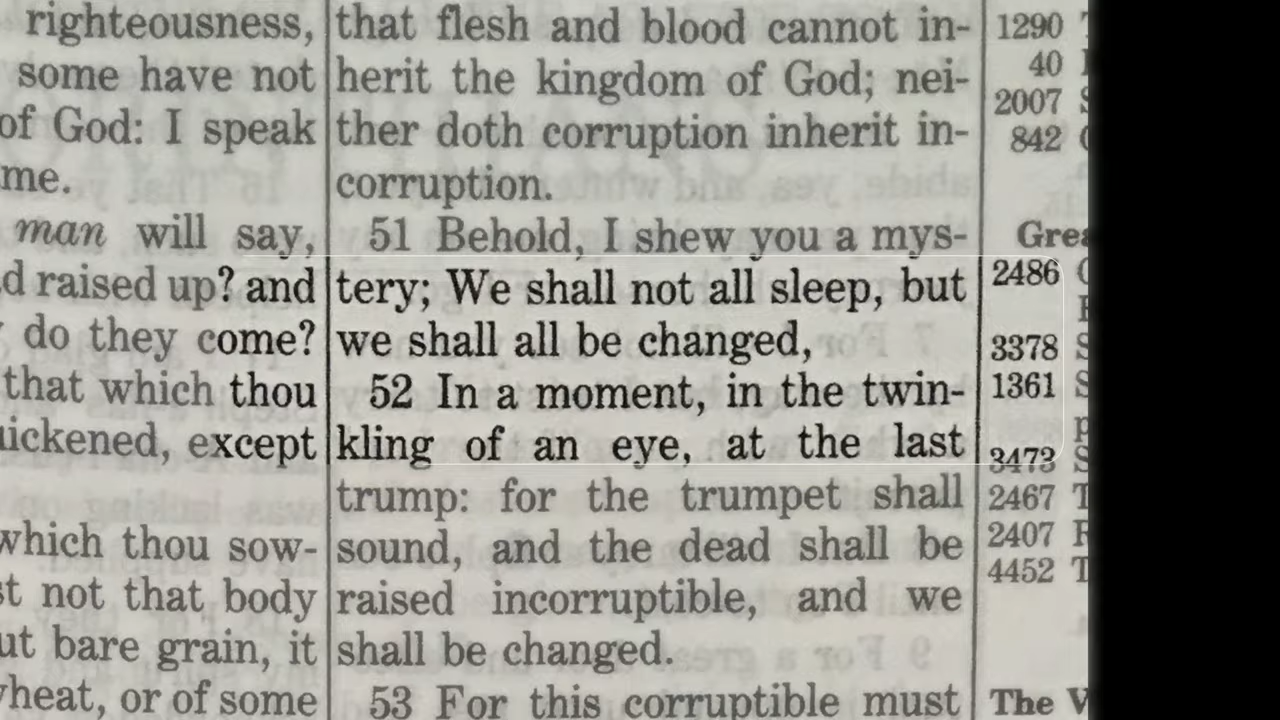 righteousness,
some have not
of God: I speak
me.
man will say,
raised up? and
do they come?
that which thou
except
which thou sow-
not that body
bare grain, it
or of some
that flesh and blood cannot in-
herit the kingdom of God; nei-
ther doth corruption inherit in-
corruption.
51 Behold, I shew you a mys-
tery; We shall not all sleep, but
we shall all be changed,
52 In a moment, in the twin-
kling of an eye, at the last
trump: for the trumpet shall
sound, and the dead shall be
raised incorruptible, and we
shall be changed.
53 For this corruptible must
1290
40
2007
842
2486
3378
1361
3473
2467
2407
4452
The